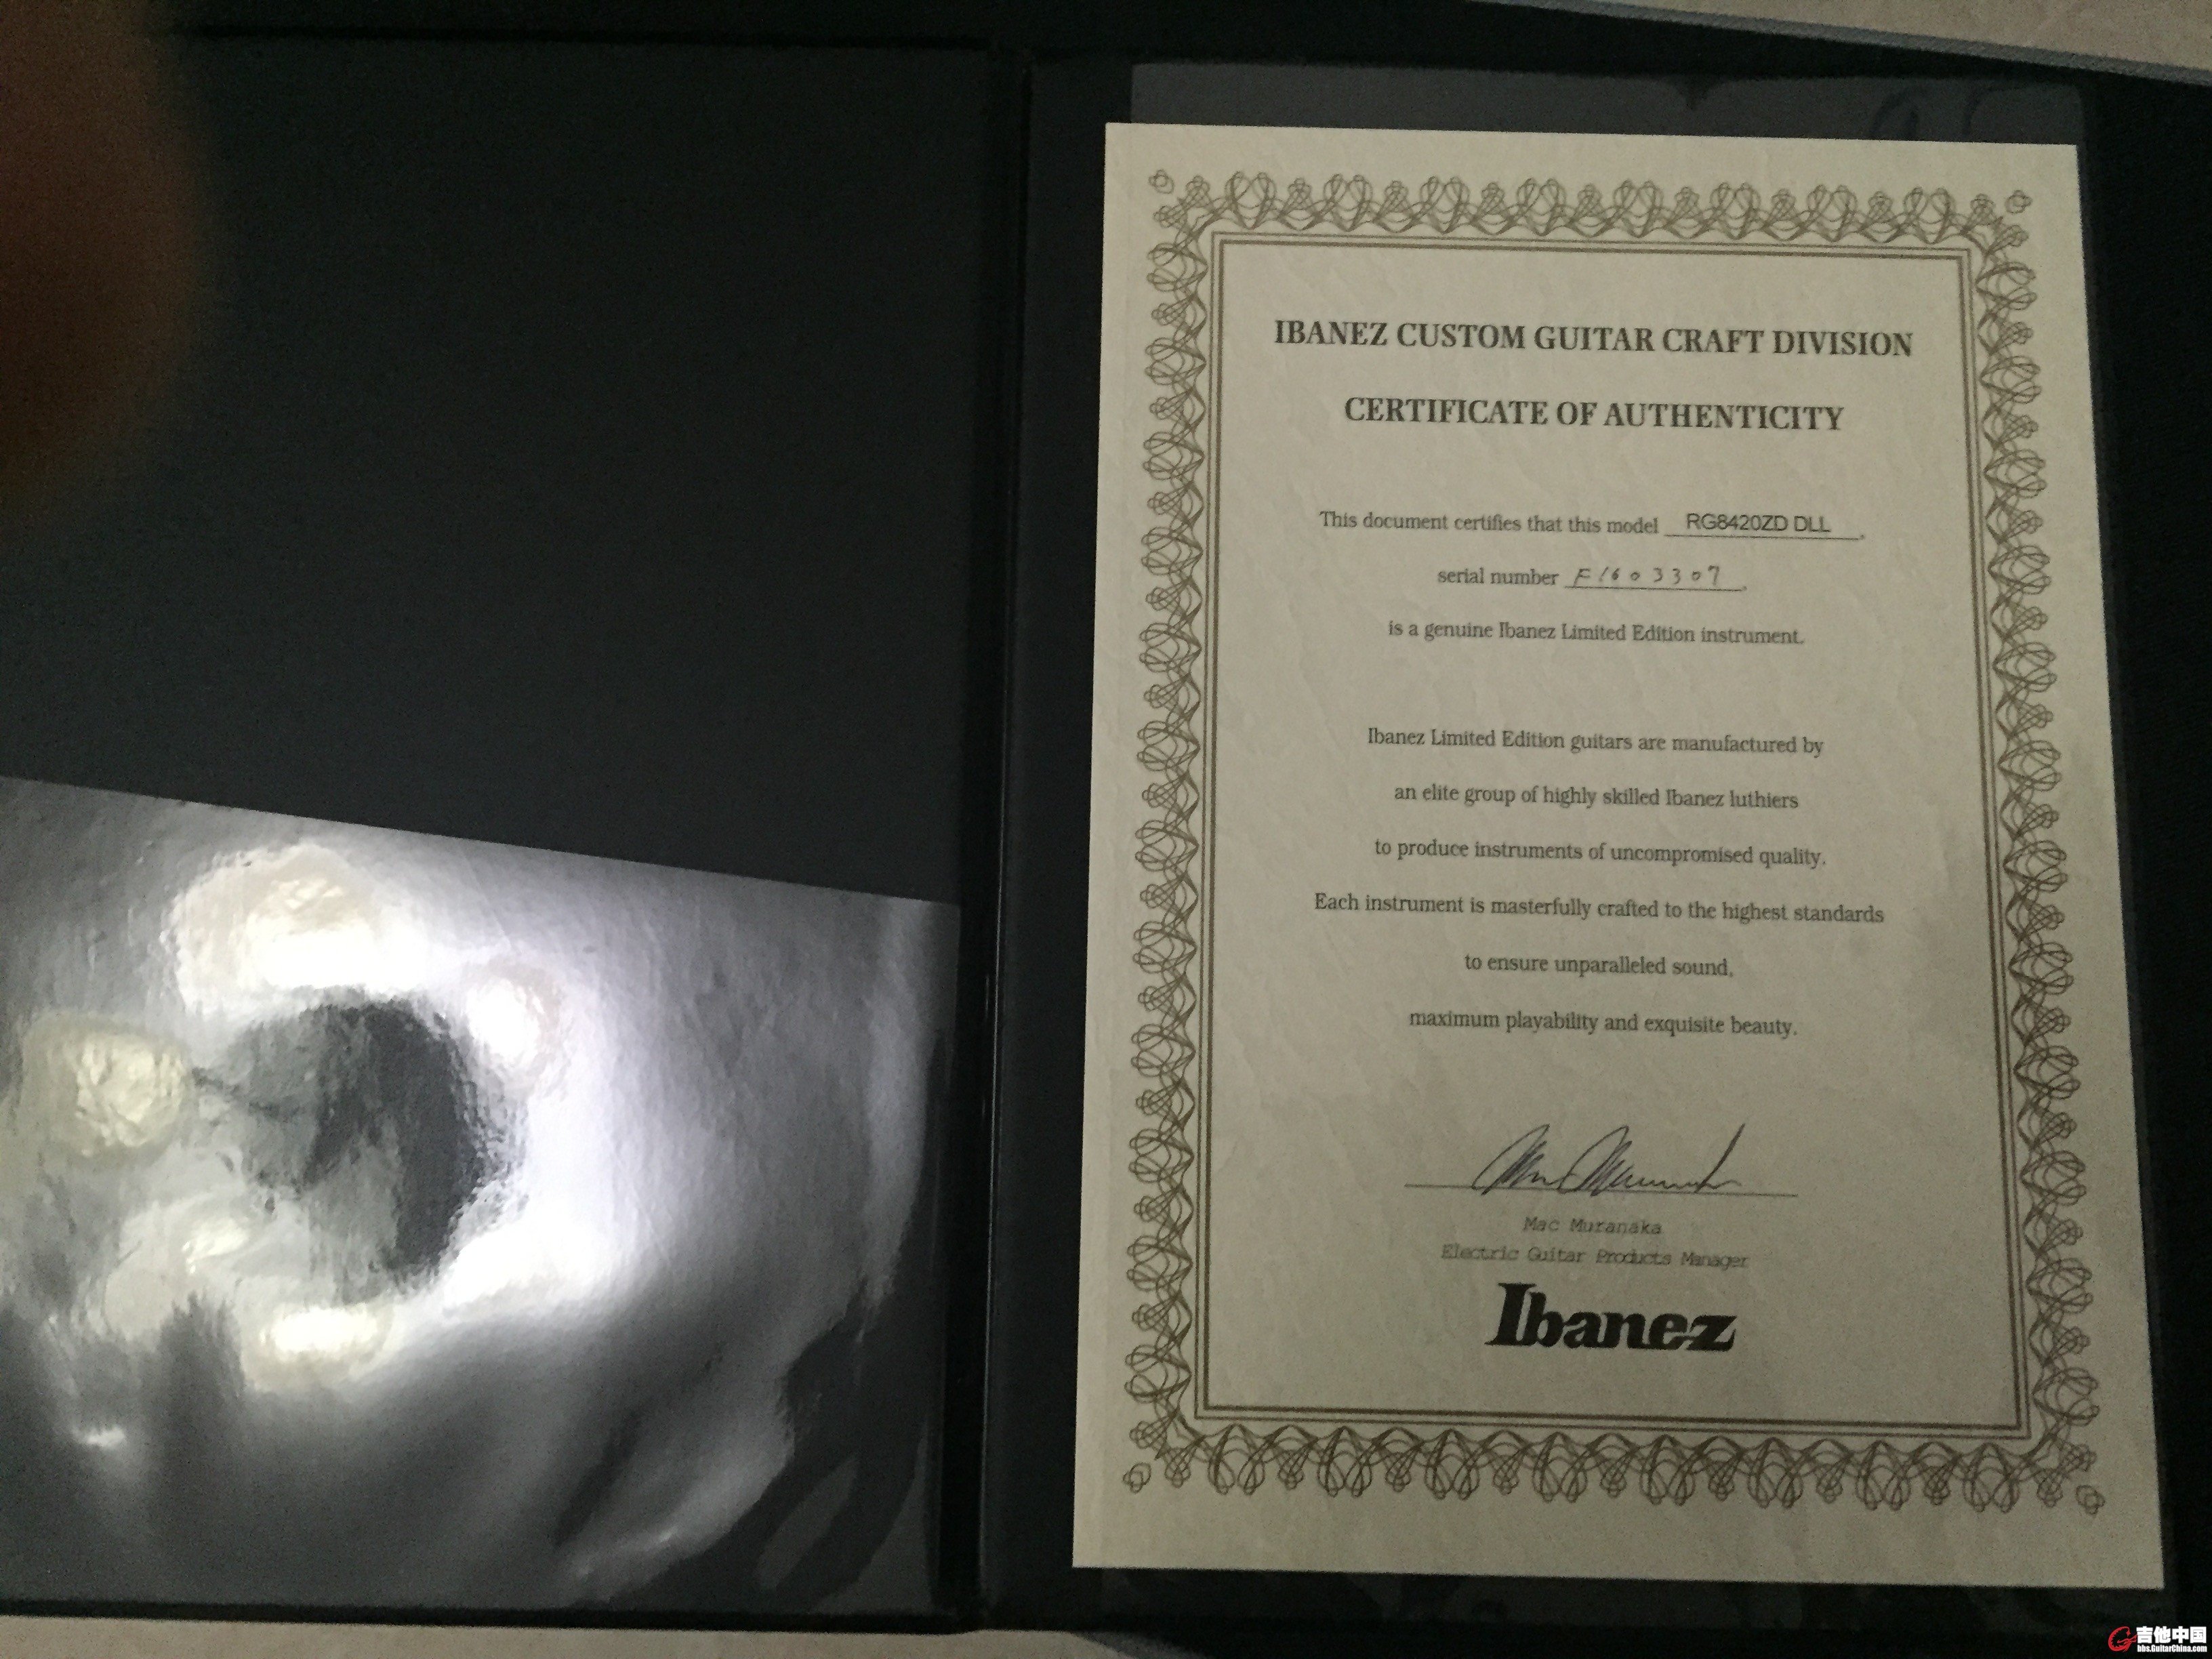 IBANEZ CUSTOM GUITAR CRAFT DIVISION
CERTIFICATE OF AUTHENTICITY
This document certifies that this model RG8420ZD DLL.
serial number F1603307.
is a genuine Ibanez Limited Edition instrument.
Ibanez Limited Edition guitars are manufactured by
an elite group of highly skilled Ibanez luthiers
to produce instruments of uncompromised quality.
Each instrument is masterfully crafted to the highest standards
to ensure unparalleled sound,
maximum playability and exquisite beauty.
Mac Muranaka
Electric Guitar Products Manager
Ibanez
吉他中国
bbs.GuitarChina.com